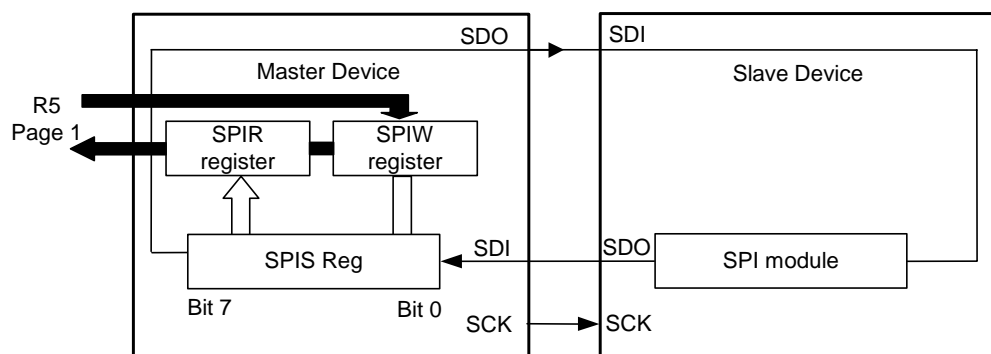 SDO
SDI
Master Device
Slave Device
R5
Page 1
SPIR
register
SPIW
register
SPIS Reg
SDI
SDO
SPI module
Bit 7
Bit 0
SCK
SCK